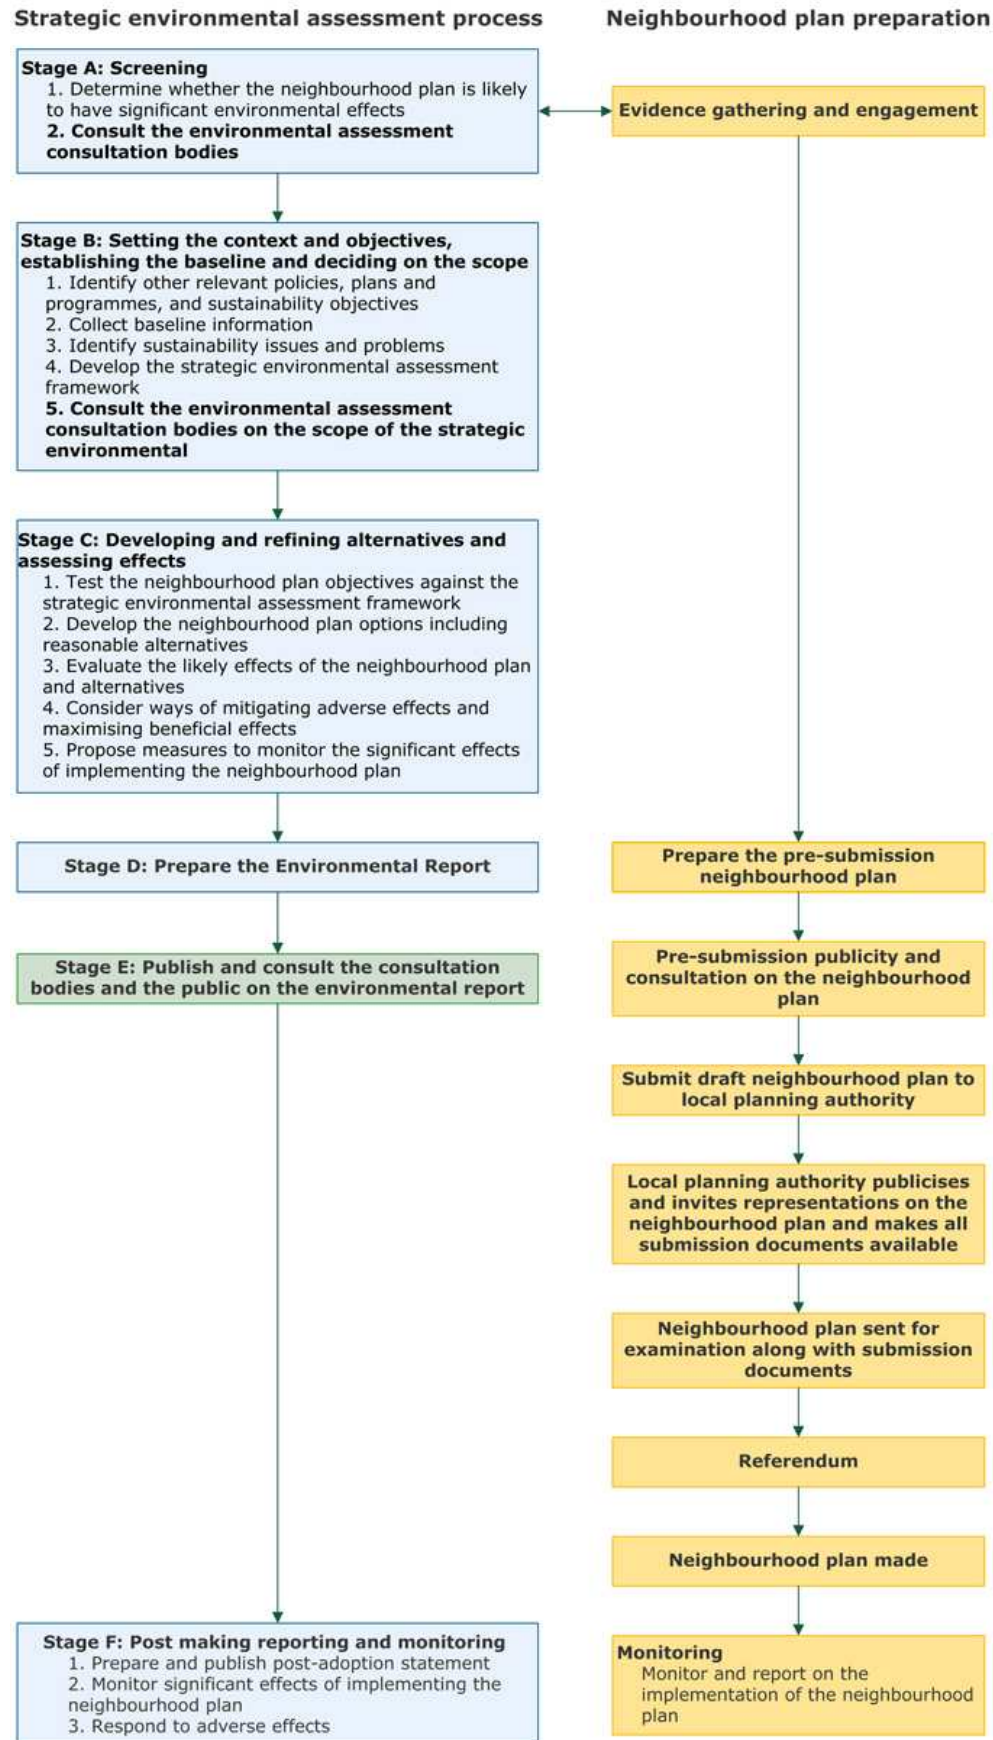 Strategic environmental assessment process
Neighbourhood plan preparation
Stage A: Screening
1. Determine whether the neighbourhood plan is likely
to have significant environmental effects
2. Consult the environmental assessment
consultation bodies
Evidence gathering and engagement
Stage B: Setting the context and objectives,
establishing the baseline and deciding on the scope
1. Identify other relevant policies, plans and
programmes, and sustainability objectives
2. Collect baseline information
3. Identify sustainability issues and problems
4. Develop the strategic environmental assessment
framework
5. Consult the environmental assessment
consultation bodies on the scope of the strategic
environmental
Stage C: Developing and refining alternatives and
assessing effects
1. Test the neighbourhood plan objectives against the
strategic environmental assessment framework
2. Develop the neighbourhood plan options including
reasonable alternatives
3. Evaluate the likely effects of the neighbourhood plan
and alternatives
4. Consider ways of mitigating adverse effects and
maximising beneficial effects
5. Propose measures to monitor the significant effects
of implementing the neighbourhood plan
Stage D: Prepare the Environmental Report
Prepare the pre-submission
neighbourhood plan
Stage E: Publish and consult the consultation
bodies and the public on the environmental report
Pre-submission publicity and
consultation on the neighbourhood
plan
Submit draft neighbourhood plan to
local planning authority
Local planning authority publicises
and invites representations on the
neighbourhood plan and makes all
submission documents available
Neighbourhood plan sent for
examination along with submission
documents
Referendum
Neighbourhood plan made
Stage F: Post making reporting and monitoring
1. Prepare and publish post-adoption statement
2. Monitor significant effects of implementing the
neighbourhood plan
3. Respond to adverse effects
Monitoring
Monitor and report on the
implementation of the neighbourhood
plan